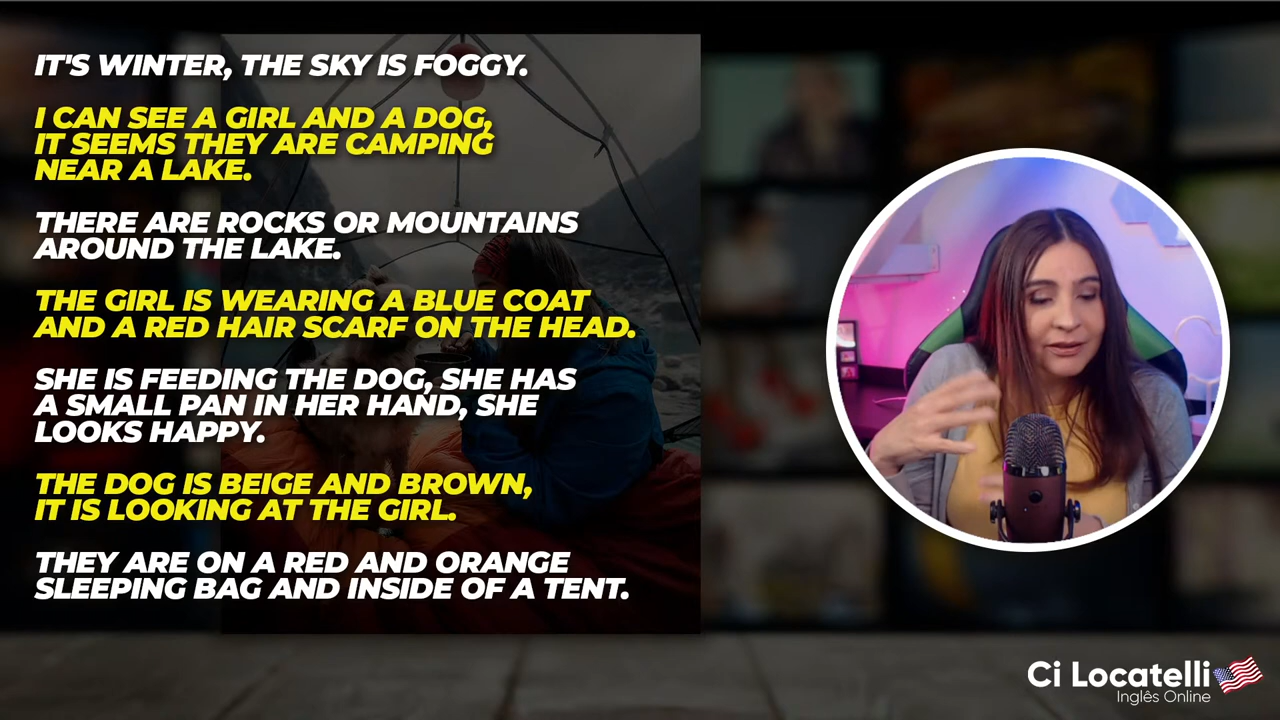 IT'S WINTER, THE SKY IS FOGGY.
I CAN SEE A GIRL AND A DOG,
IT SEEMS THEY ARE CAMPING
NEAR A LAKE.
THERE ARE ROCKS OR MOUNTAINS
AROUND THE LAKE.
THE GIRL IS WEARING A BLUE COAT
AND A RED HAIR SCARF ON THE HEAD.
SHE IS FEEDING THE DOG, SHE HAS
A SMALL PAN IN HER HAND, SHE
LOOKS HAPPY.
THE DOG IS BEIGE AND BROWN,
IT IS LOOKING AT THE GIRL.
THEY ARE ON A RED AND ORANGE
SLEEPING BAG AND INSIDE OF A TENT.
Ci Locatelli
Inglês Online